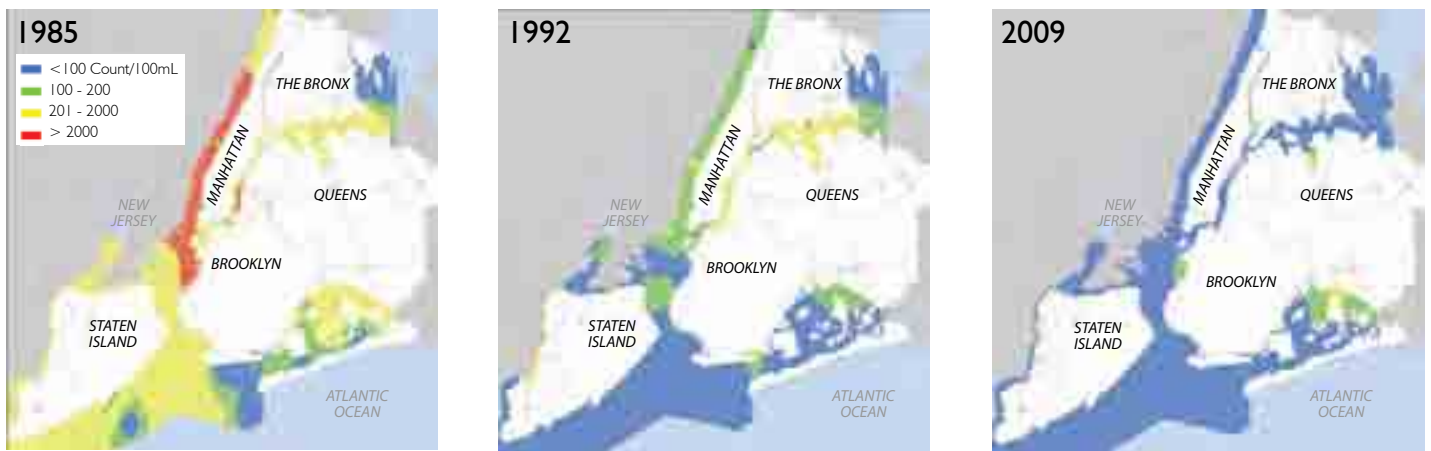 1985
<100 Count/100mL
100 - 200
201 - 2000
> 2000
THE BRONX
MANHATTAN
QUEENS
NEW
JERSEY
BROOKLYN
STATEN
ISLAND
ATLANTIC
OCEAN
1992
THE BRONX
MANHATTAN
QUEENS
NEW
JERSEY
BROOKLYN
STATEN
ISLAND
ATLANTIC
OCEAN
2009
THE BRONX
MANHATTAN
QUEENS
NEW
JERSEY
BROOKLYN
STATEN
ISLAND
ATLANTIC
OCEAN